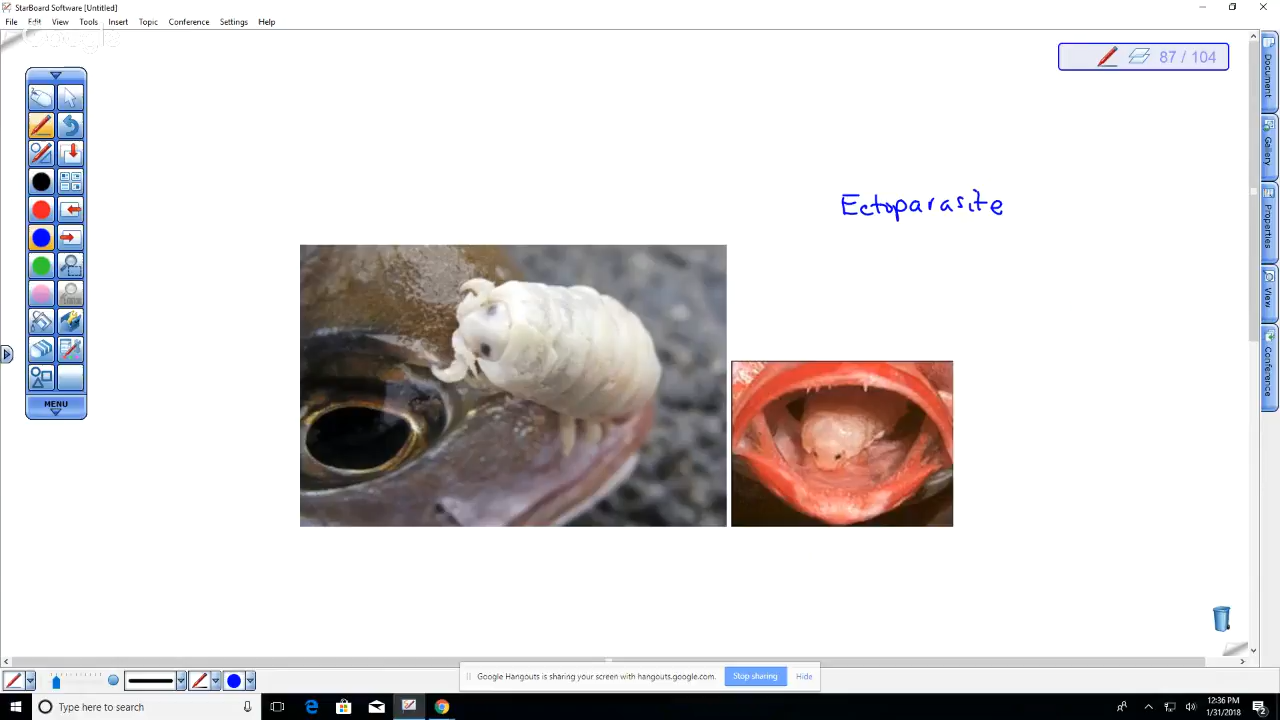 StarBoard Software [Untitled]
File Edit View Tools Insert Topic Conference Settings Help
87 / 104
Document
Gallery
Properties
View
Conference
Ectoparasite
MENU
Google Hangouts is sharing your screen with hangouts.google.com.
Stop sharing
Hide
Type here to search
12:36 PM
1/31/2018
2